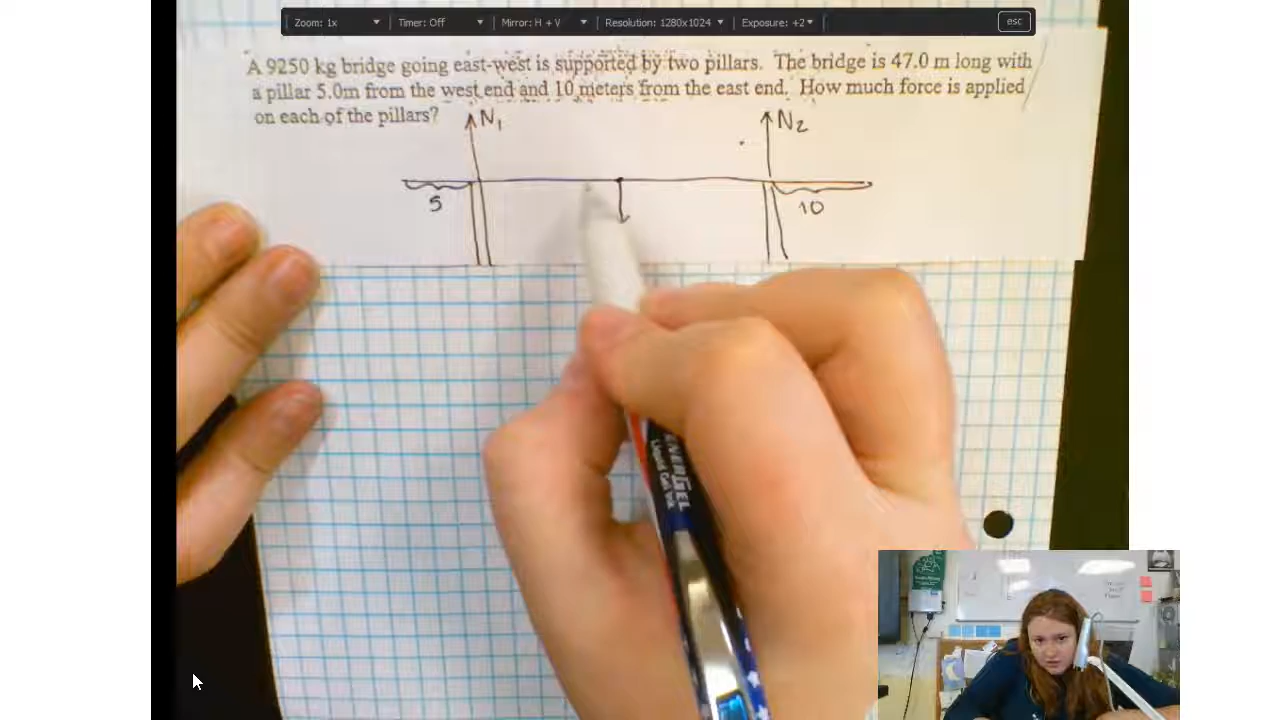 Zoom: 1x Timer: Off Mirror: H + V Resolution: 1280x1024 Exposure: +2 esc
A 9250 kg bridge going east-west is supported by two pillars. The bridge is 47.0 m long with
a pillar 5.0m from the west end and 10 meters from the east end. How much force is applied
on each of the pillars?
N1 N2
5 10
ENERGEL
Liquid Gel Ink